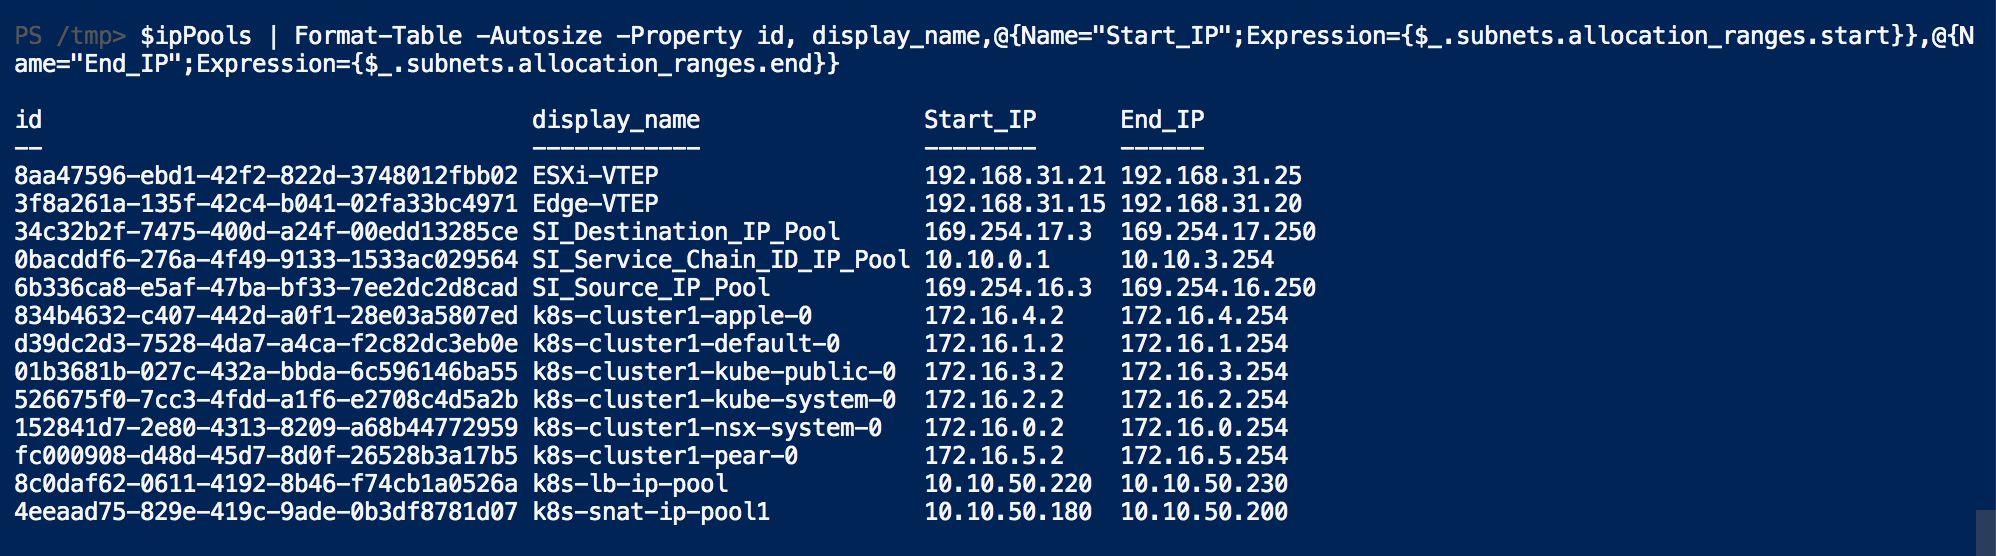 PS /tmp> $ipPools | Format-Table -Autosize -Property id, display_name,@{Name="Start_IP";Expression={$_.subnets.allocation_ranges.start}},@{N
ame="End_IP";Expression={$_.subnets.allocation_ranges.end}}
id display_name Start_IP End_IP
-- ------------ -------- ------
8aa47596-ebd1-42f2-822d-3748012fbb02 ESXi-VTEP 192.168.31.21 192.168.31.25
3f8a261a-135f-42c4-b041-02fa33bc4971 Edge-VTEP 192.168.31.15 192.168.31.20
34c32b2f-7475-400d-a24f-00edd13285ce SI_Destination_IP_Pool 169.254.17.3 169.254.17.250
0bacddf6-276a-4f49-9133-1533ac029564 SI_Service_Chain_ID_IP_Pool 10.10.0.1 10.10.3.254
6b336ca8-e5af-47ba-bf33-7ee2dc2d8cad SI_Source_IP_Pool 169.254.16.3 169.254.16.250
834b4632-c407-442d-a0f1-28e03a5807ed k8s-cluster1-apple-0 172.16.4.2 172.16.4.254
d39dc2d3-7528-4da7-a4ca-f2c82dc3eb0e k8s-cluster1-default-0 172.16.1.2 172.16.1.254
01b3681b-027c-432a-bbda-6c596146ba55 k8s-cluster1-kube-public-0 172.16.3.2 172.16.3.254
526675f0-7cc3-4fdd-a1f6-e2708c4d5a2b k8s-cluster1-kube-system-0 172.16.2.2 172.16.2.254
152841d7-2e80-4313-8209-a68b44772959 k8s-cluster1-nsx-system-0 172.16.0.2 172.16.0.254
fc000908-d48d-45d7-8d0f-26528b3a17b5 k8s-cluster1-pear-0 172.16.5.2 172.16.5.254
8c0daf62-0611-4192-8b46-f74cb1a0526a k8s-lb-ip-pool 10.10.50.220 10.10.50.230
4eeaad75-829e-419c-9ade-0b3df8781d07 k8s-snat-ip-pool1 10.10.50.180 10.10.50.200